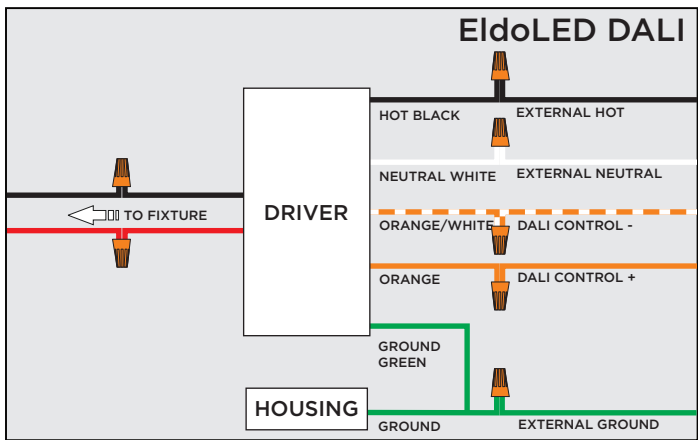 EldoLED DALI
HOT BLACK
EXTERNAL HOT
NEUTRAL WHITE
EXTERNAL NEUTRAL
TO FIXTURE
DRIVER
ORANGE/WHITE
DALI CONTROL -
ORANGE
DALI CONTROL +
GROUND
GREEN
HOUSING
GROUND
EXTERNAL GROUND